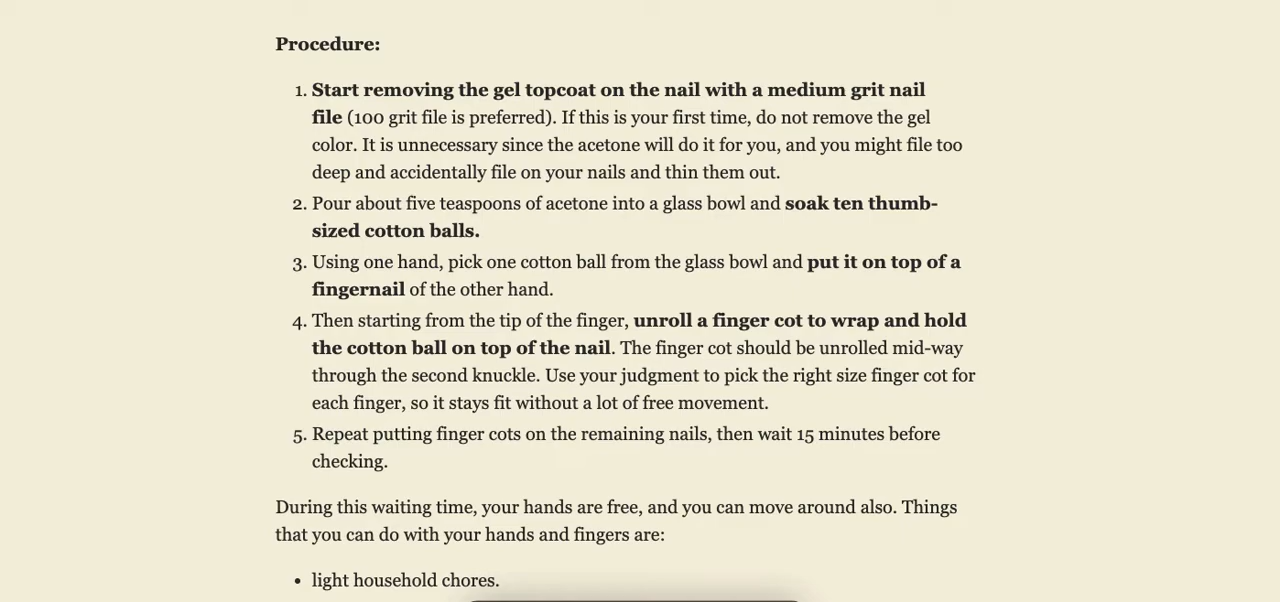 Procedure:
1. Start removing the gel topcoat on the nail with a medium grit nail
file (100 grit file is preferred). If this is your first time, do not remove the gel
color. It is unnecessary since the acetone will do it for you, and you might file too
deep and accidentally file on your nails and thin them out.
2. Pour about five teaspoons of acetone into a glass bowl and soak ten thumb-
sized cotton balls.
3. Using one hand, pick one cotton ball from the glass bowl and put it on top of a
fingernail of the other hand.
4. Then starting from the tip of the finger, unroll a finger cot to wrap and hold
the cotton ball on top of the nail. The finger cot should be unrolled mid-way
through the second knuckle. Use your judgment to pick the right size finger cot for
each finger, so it stays fit without a lot of free movement.
5. Repeat putting finger cots on the remaining nails, then wait 15 minutes before
checking.
During this waiting time, your hands are free, and you can move around also. Things
that you can do with your hands and fingers are:
• light household chores.